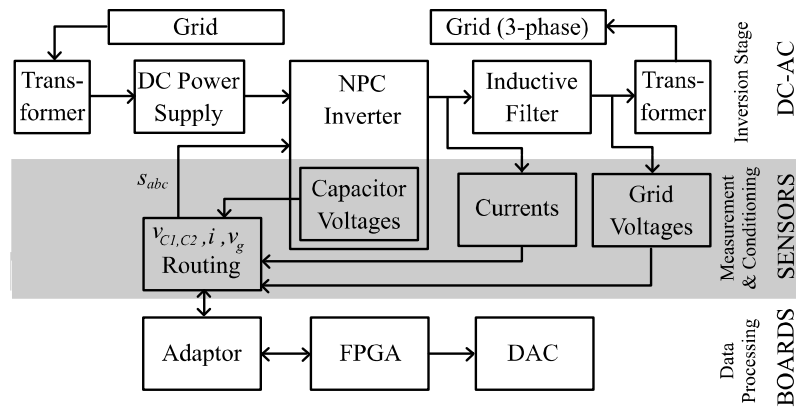 Grid
Grid (3-phase)
Trans-
former
DC Power
Supply
NPC
Inverter
Inductive
Filter
Trans-
former
Inversion Stage
DC-AC
s_abc
Capacitor
Voltages
Currents
Grid
Voltages
v_C1,C2 ,i ,v_g
Routing
Measurement
& Conditioning
SENSORS
Adaptor
FPGA
DAC
Data
Processing
BOARDS